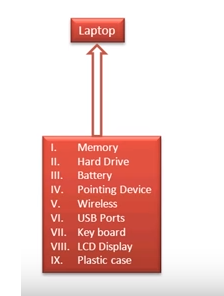 Laptop
I. Memory
II. Hard Drive
III. Battery
IV. Pointing Device
V. Wireless
VI. USB Ports
VII. Key board
VIII. LCD Display
IX. Plastic case